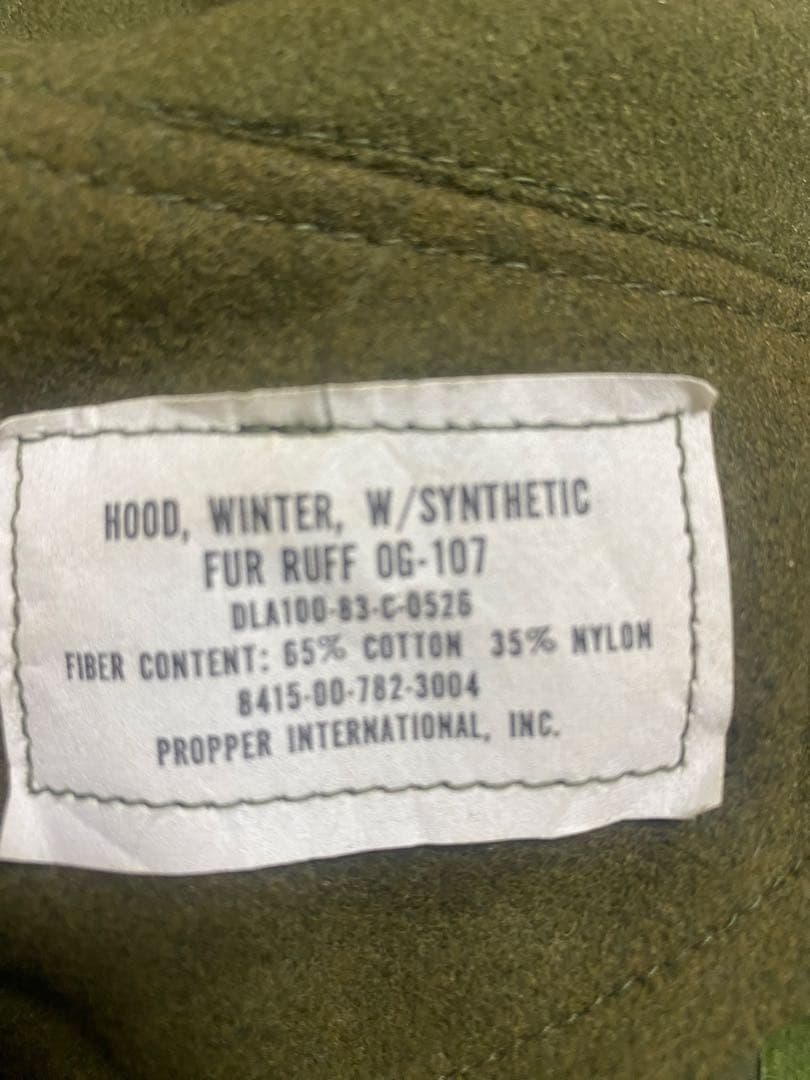 HOOD, WINTER, W/SYNTHETIC
FUR RUFF OG-107
DLA100-83-C-0526
FIBER CONTENT: 65% COTTON 35% NYLON
8415-00-782-3004
PROPPER INTERNATIONAL, INC.